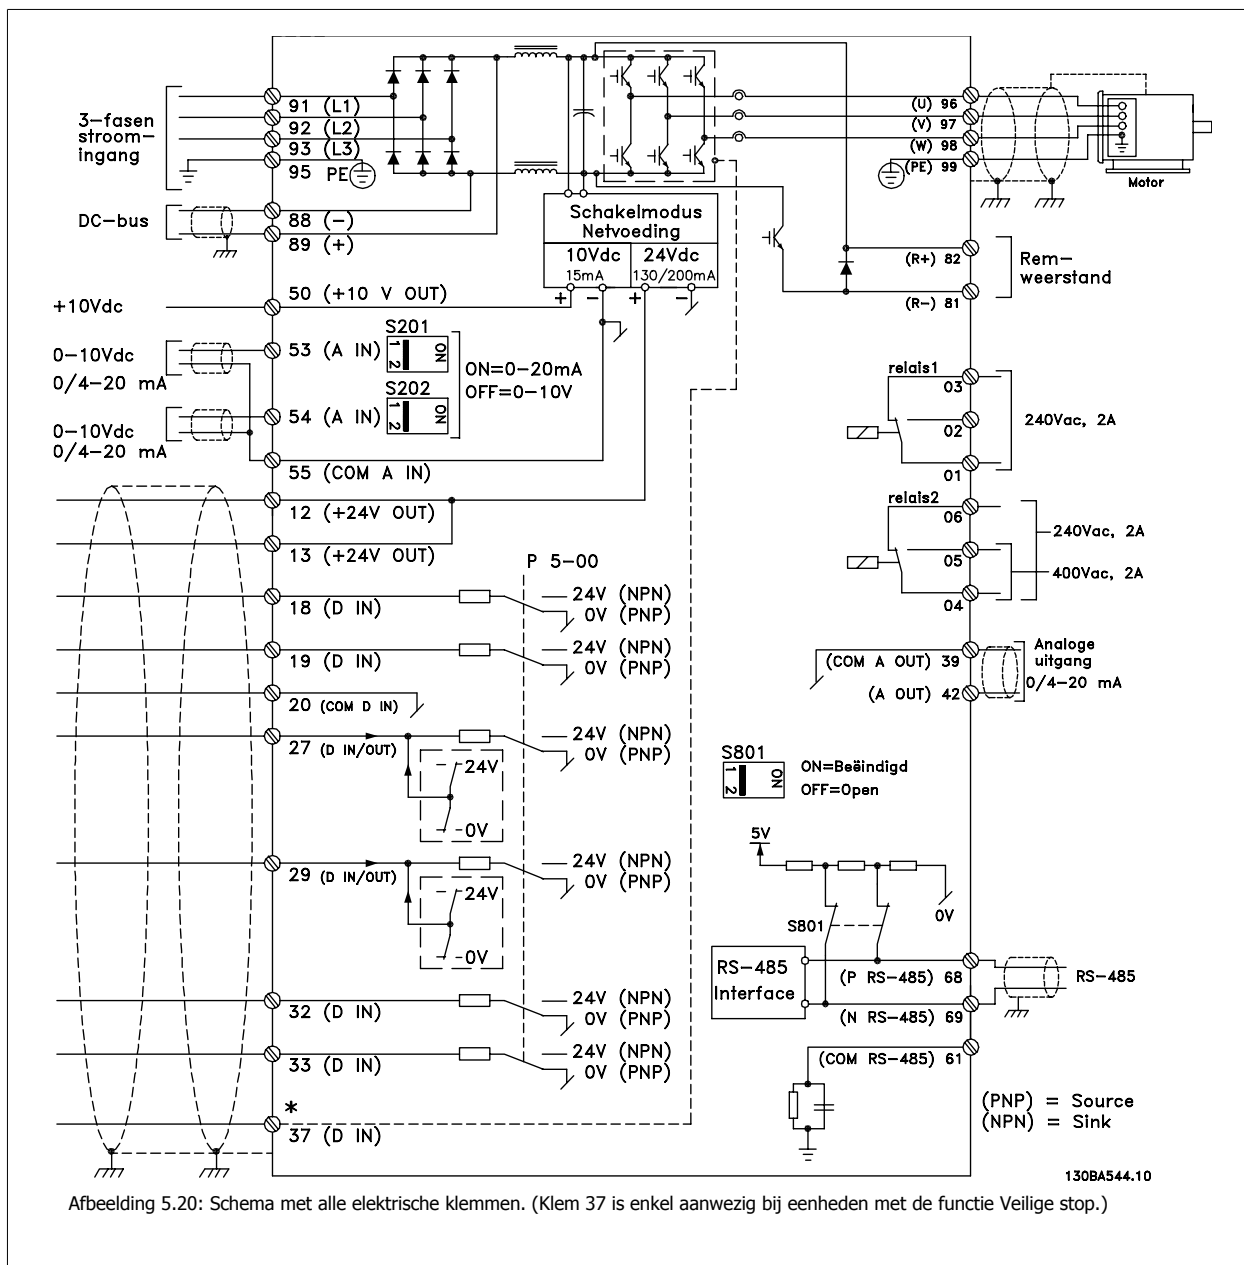 3-fasen
stroom-
ingang
91 (L1)
92 (L2)
93 (L3)
95 PE
DC-bus
88 (-)
89 (+)
Schakelmodus
Netvoeding
10Vdc
15mA
24Vdc
130/200mA
+ - + -
(U) 96
(V) 97
(W) 98
(PE) 99
Motor
(R+) 82
(R-) 81
Rem-
weerstand
+10Vdc
50 (+10 V OUT)
0-10Vdc
0/4-20 mA
53 (A IN)
S201
ON
1 2
ON=0-20mA
OFF=0-10V
0-10Vdc
0/4-20 mA
54 (A IN)
S202
ON
1 2
55 (COM A IN)
12 (+24V OUT)
13 (+24V OUT)
relais1
03
02
01
240Vac, 2A
relais2
06
05
04
240Vac, 2A
400Vac, 2A
P 5-00
18 (D IN)
24V (NPN)
0V (PNP)
19 (D IN)
24V (NPN)
0V (PNP)
20 (COM D IN)
27 (D IN/OUT)
24V (NPN)
0V (PNP)
24V
0V
29 (D IN/OUT)
24V (NPN)
0V (PNP)
24V
0V
32 (D IN)
24V (NPN)
0V (PNP)
33 (D IN)
24V (NPN)
0V (PNP)
*
37 (D IN)
(COM A OUT) 39
(A OUT) 42
Analoge
uitgang
0/4-20 mA
S801
ON
1 2
ON=Beëindigd
OFF=Open
5V
0V
S801
RS-485
Interface
(P RS-485) 68
(N RS-485) 69
(COM RS-485) 61
RS-485
(PNP) = Source
(NPN) = Sink
130BA544.10
Afbeelding 5.20: Schema met alle elektrische klemmen. (Klem 37 is enkel aanwezig bij eenheden met de functie Veilige stop.)